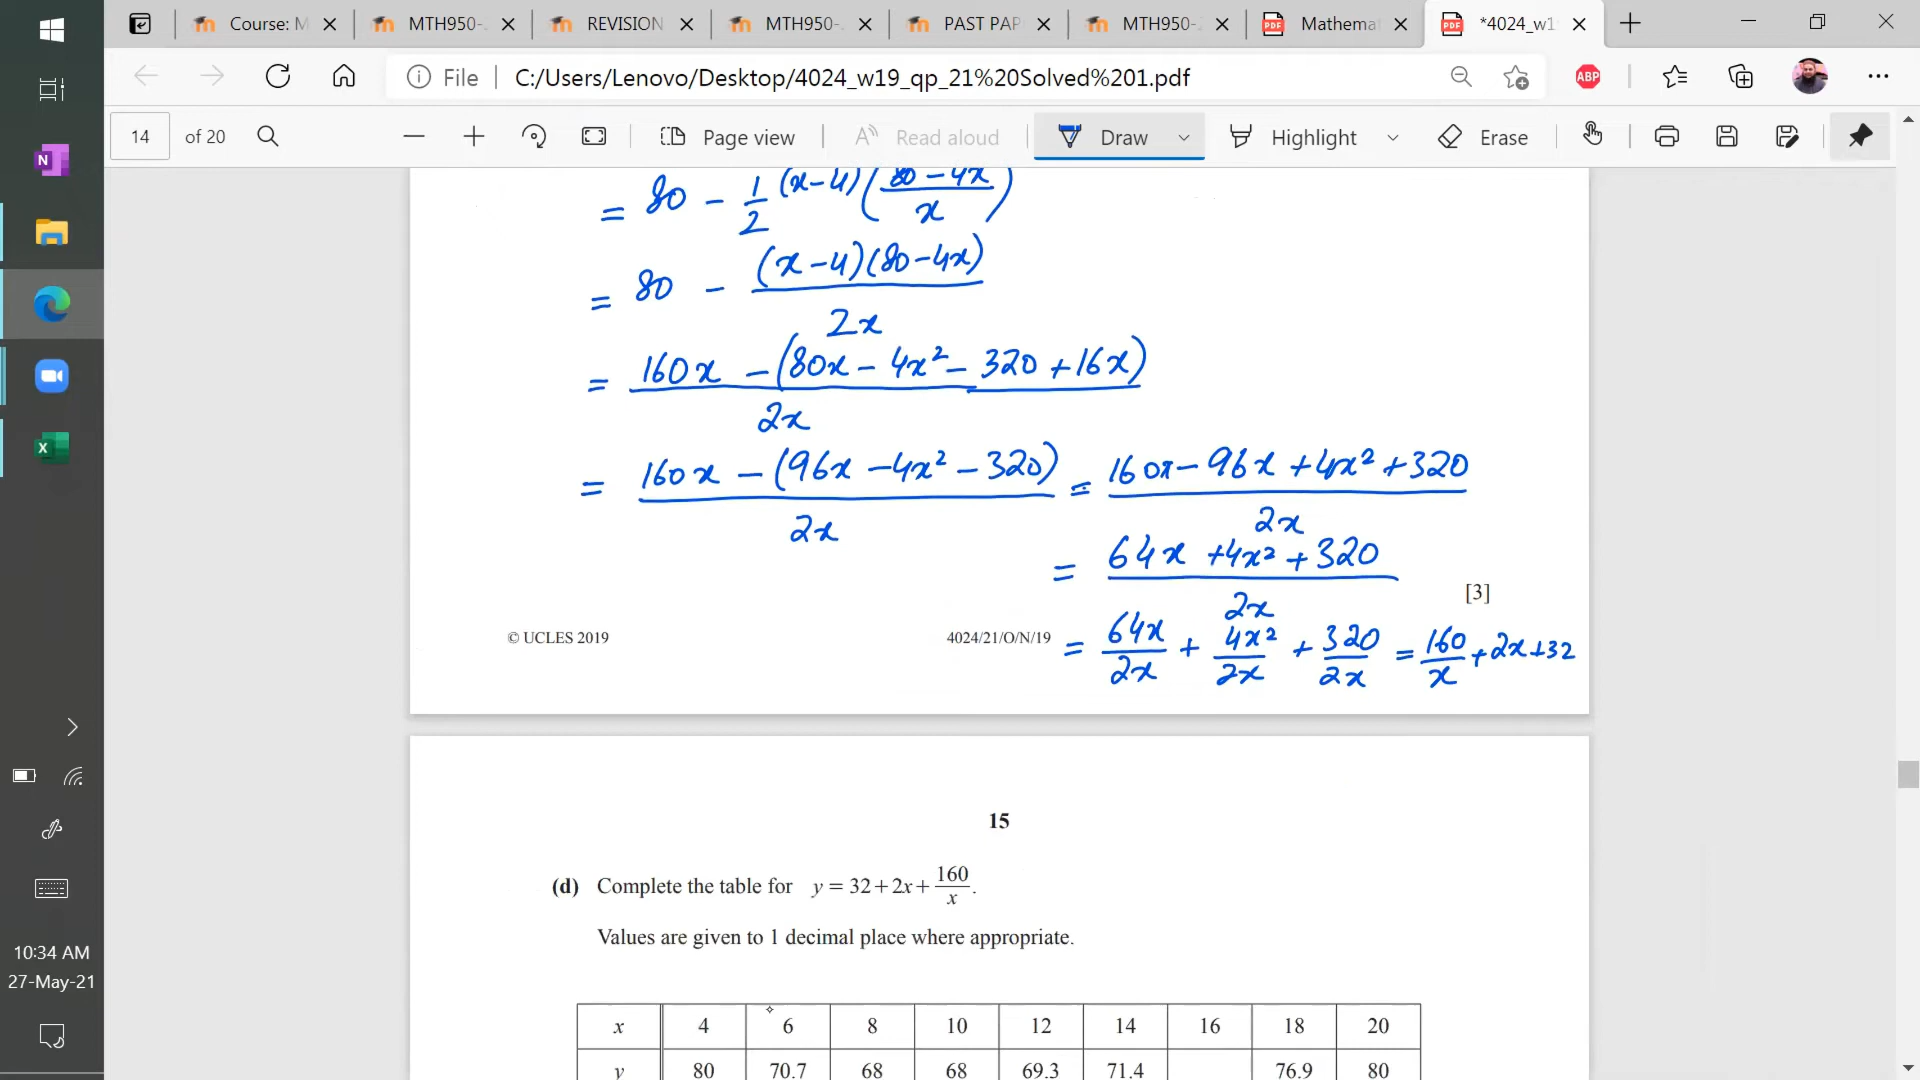 Course: M
MTH950-
REVISION
MTH950-
PAST PAP
MTH950-
Mathemat
*4024_w1
File
C:/Users/Lenovo/Desktop/4024_w19_qp_21%20Solved%201.pdf
ABP
14 of 20
Page view
Read aloud
Draw
Highlight
Erase
= 80 - 1/2 (x-4)((80-4x)/x)
= 80 - (x-4)(80-4x)/2x
= (160x - (80x - 4x² - 320 + 16x))/2x
= (160x - (96x - 4x² - 320))/2x = (160x - 96x + 4x² + 320)/2x
= (64x + 4x² + 320)/2x
[3]
© UCLES 2019
4024/21/O/N/19
= 64x/2x + 4x²/2x + 320/2x = 160/x + 2x + 32
15
(d) Complete the table for y = 32 + 2x + 160/x.
Values are given to 1 decimal place where appropriate.
x 4 6 8 10 12 14 16 18 20
y 80 70.7 68 68 69.3 71.4 76.9 80
10:34 AM
27-May-21